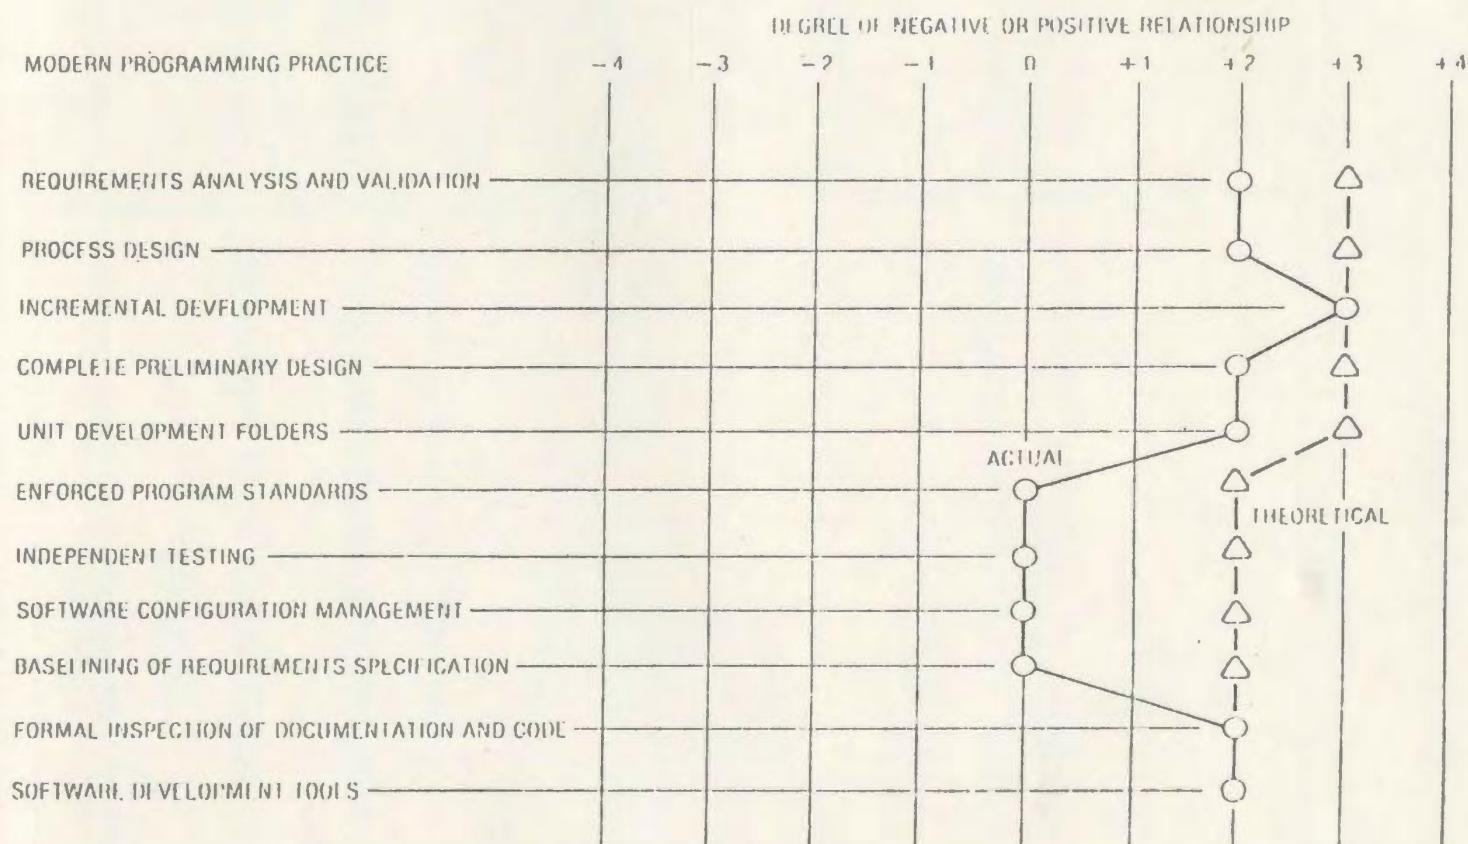 DEGREE OF NEGATIVE OR POSITIVE RELATIONSHIP
MODERN PROGRAMMING PRACTICE
-4 -3 -2 -1 0 +1 +2 +3 +4
REQUIREMENTS ANALYSIS AND VALIDATION
PROCESS DESIGN
INCREMENTAL DEVELOPMENT
COMPLETE PRELIMINARY DESIGN
UNIT DEVELOPMENT FOLDERS
ACTUAL
ENFORCED PROGRAM STANDARDS
THEORETICAL
INDEPENDENT TESTING
SOFTWARE CONFIGURATION MANAGEMENT
BASELINING OF REQUIREMENTS SPECIFICATION
FORMAL INSPECTION OF DOCUMENTATION AND CODE
SOFTWARE DEVELOPMENT TOOLS